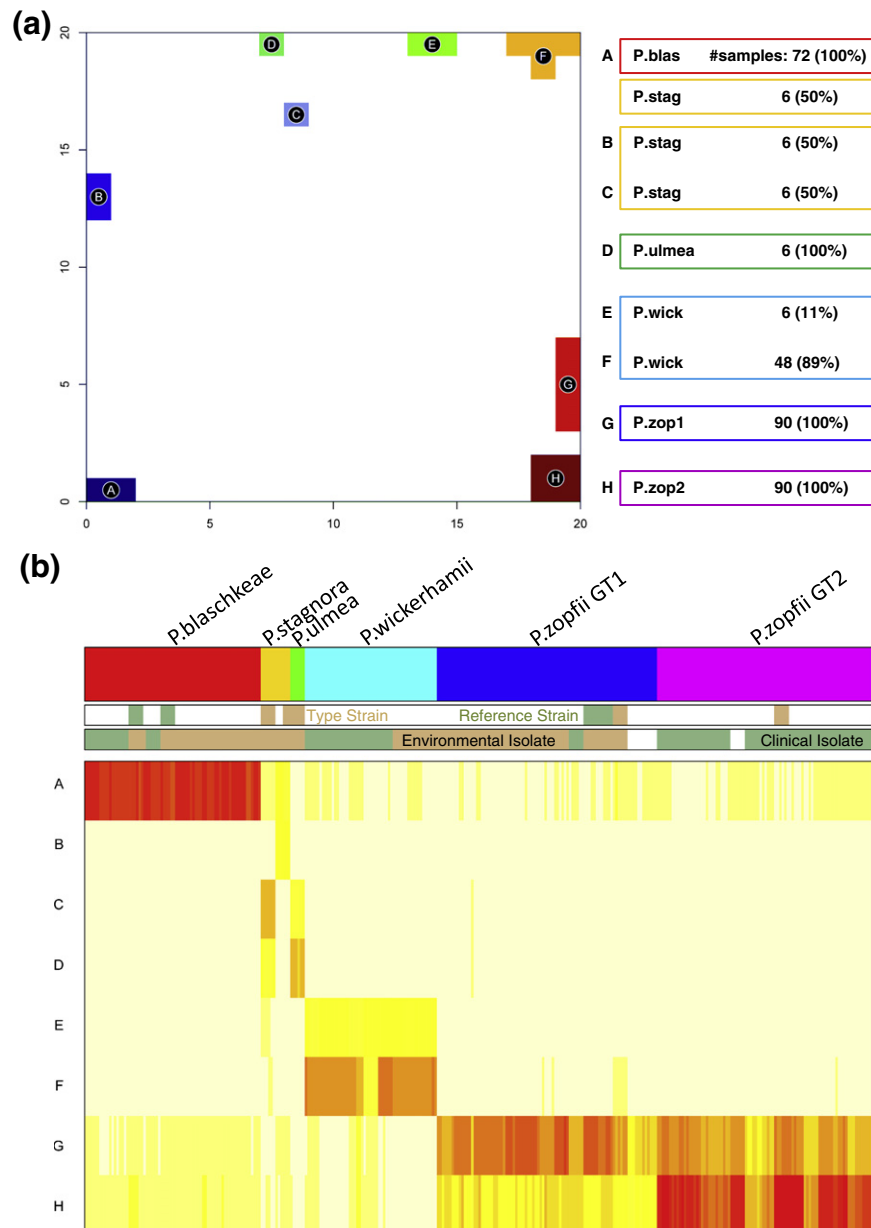 (a)
20
15
10
5
0
0 5 10 15 20
D
E
F
C
B
G
A
H
A P.blas #samples: 72 (100%)
P.stag 6 (50%)
B P.stag 6 (50%)
C P.stag 6 (50%)
D P.ulmea 6 (100%)
E P.wick 6 (11%)
F P.wick 48 (89%)
G P.zop1 90 (100%)
H P.zop2 90 (100%)
(b)
P.blaschkeae
P.stagnora
P.ulmea
P.wickerhamii
P.zopfii GT1
P.zopfii GT2
Type Strain Reference Strain
Environmental Isolate Clinical Isolate
A
B
C
D
E
F
G
H